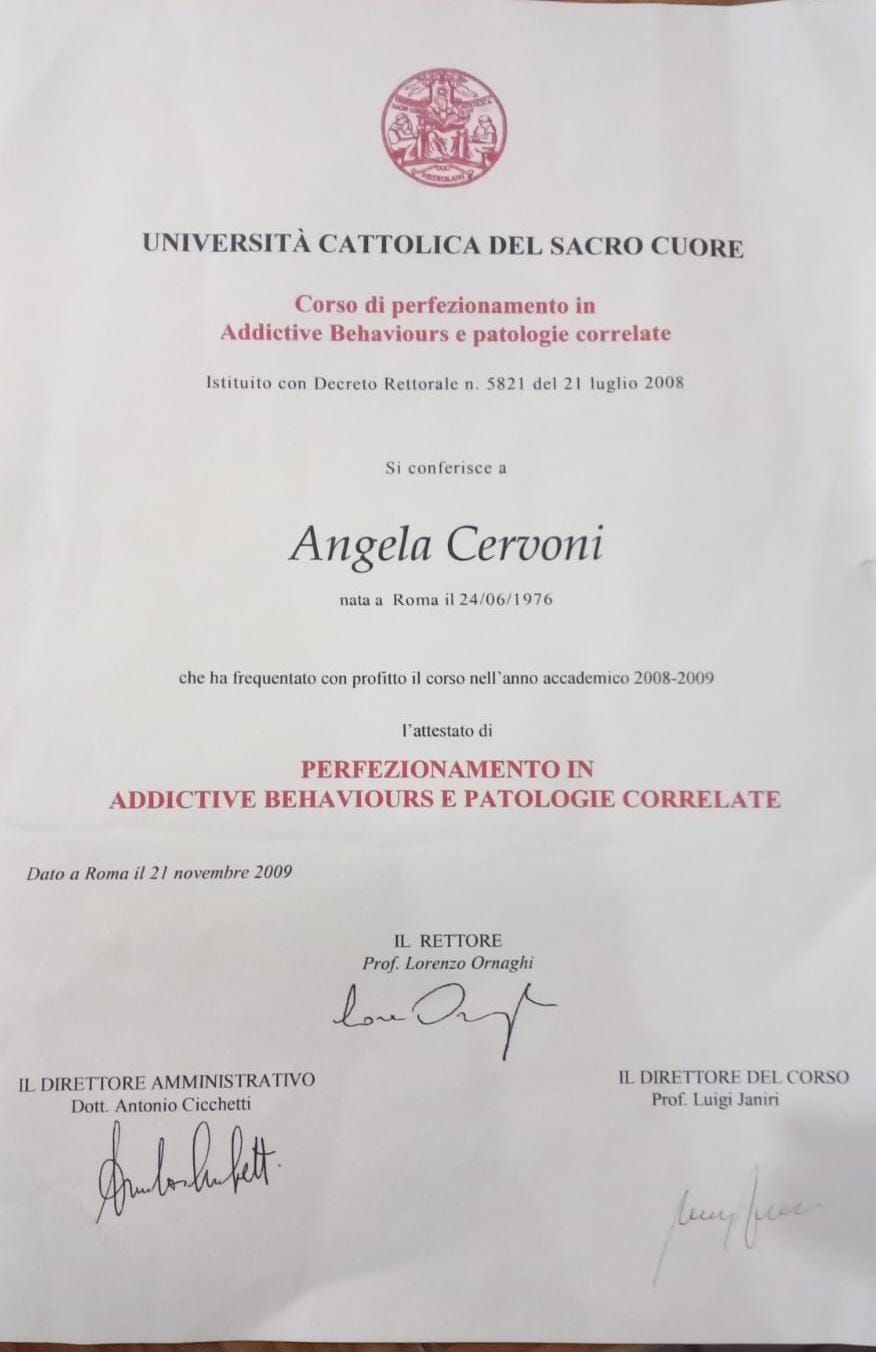 UNIVERSITÀ CATTOLICA DEL SACRO CUORE
Corso di perfezionamento in
Addictive Behaviours e patologie correlate
Istituito con Decreto Rettorale n. 5821 del 21 luglio 2008
Si conferisce a
Angela Cervoni
nata a Roma il 24/06/1976
che ha frequentato con profitto il corso nell'anno accademico 2008-2009
l'attestato di
PERFEZIONAMENTO IN
ADDICTIVE BEHAVIOURS E PATOLOGIE CORRELATE
Dato a Roma il 21 novembre 2009
IL RETTORE
Prof. Lorenzo Ornaghi
IL DIRETTORE AMMINISTRATIVO
Dott. Antonio Cicchetti
IL DIRETTORE DEL CORSO
Prof. Luigi Janiri